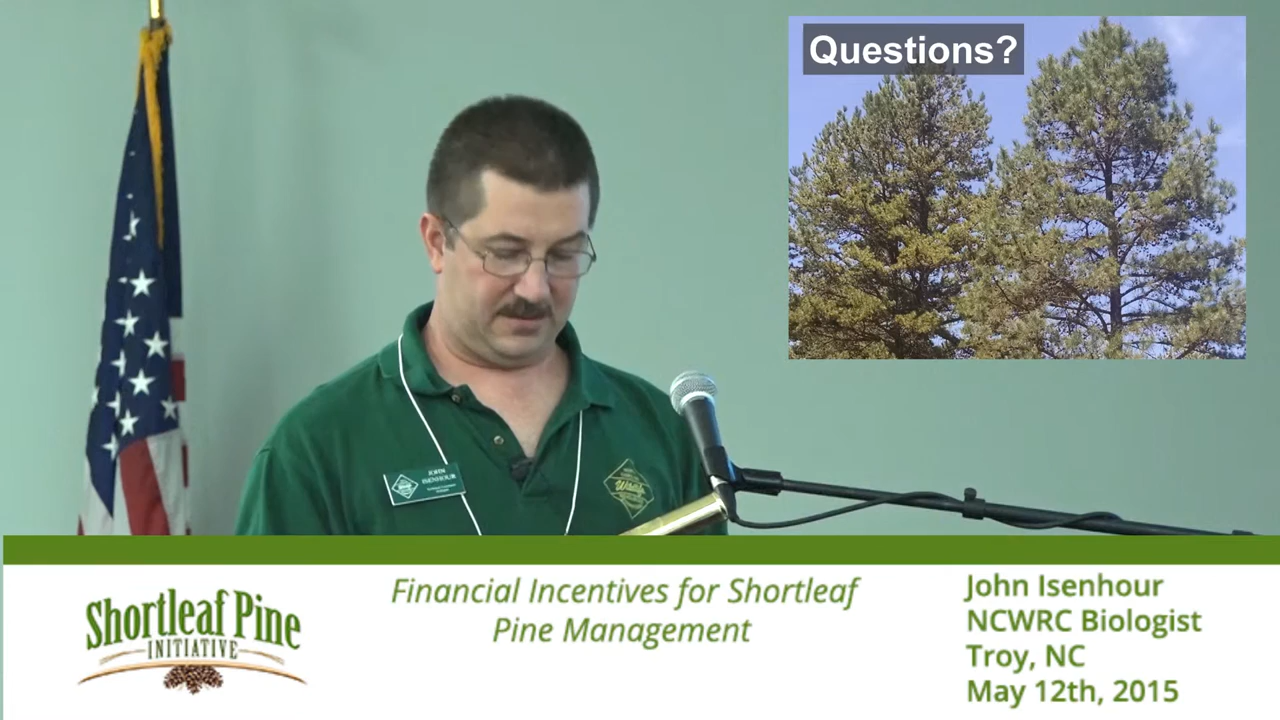 Questions?
JOHN
ISENHOUR
Shortleaf Pine
INITIATIVE
Financial Incentives for Shortleaf
Pine Management
John Isenhour
NCWRC Biologist
Troy, NC
May 12th, 2015